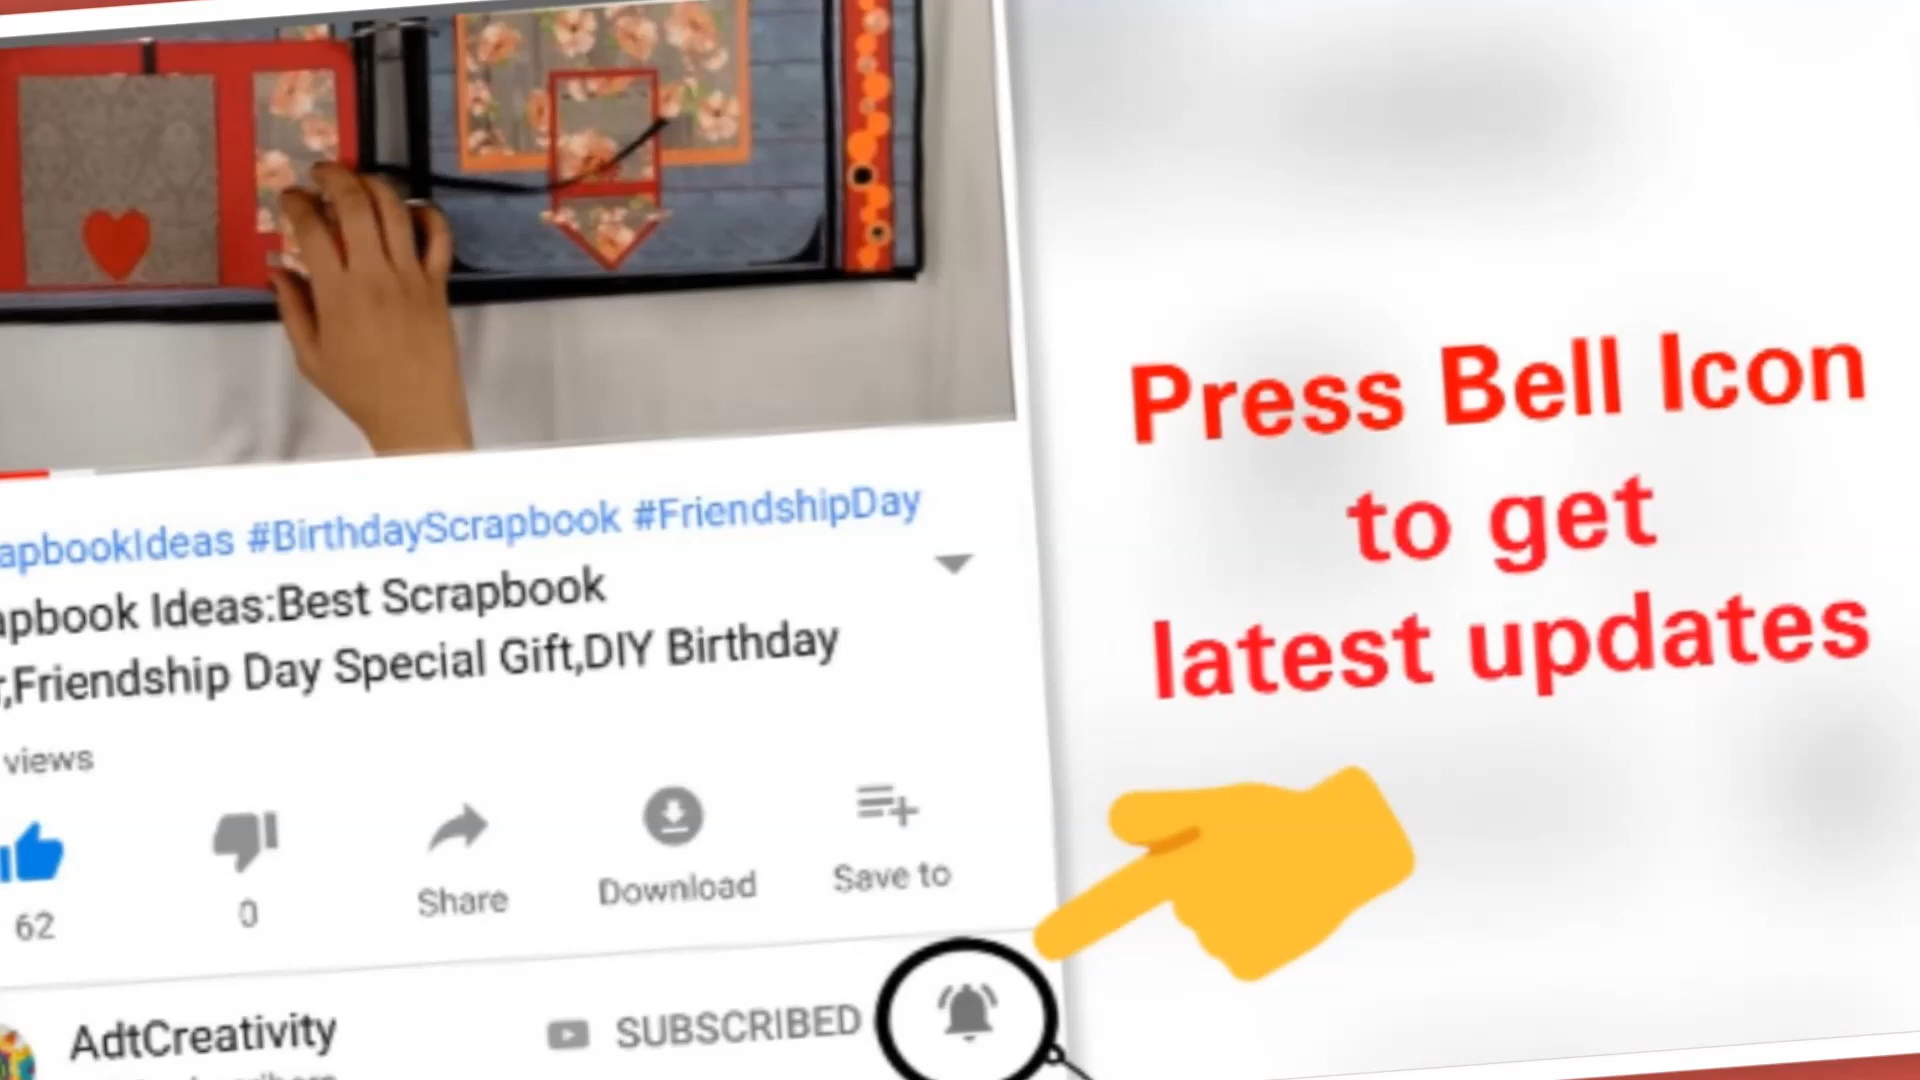 apbookIdeas #BirthdayScrapbook #FriendshipDay
apbook Ideas:Best Scrapbook
r,Friendship Day Special Gift,DIY Birthday
views
62
0
Share
Download
Save to
AdtCreativity
SUBSCRIBED
Press Bell Icon
to get
latest updates